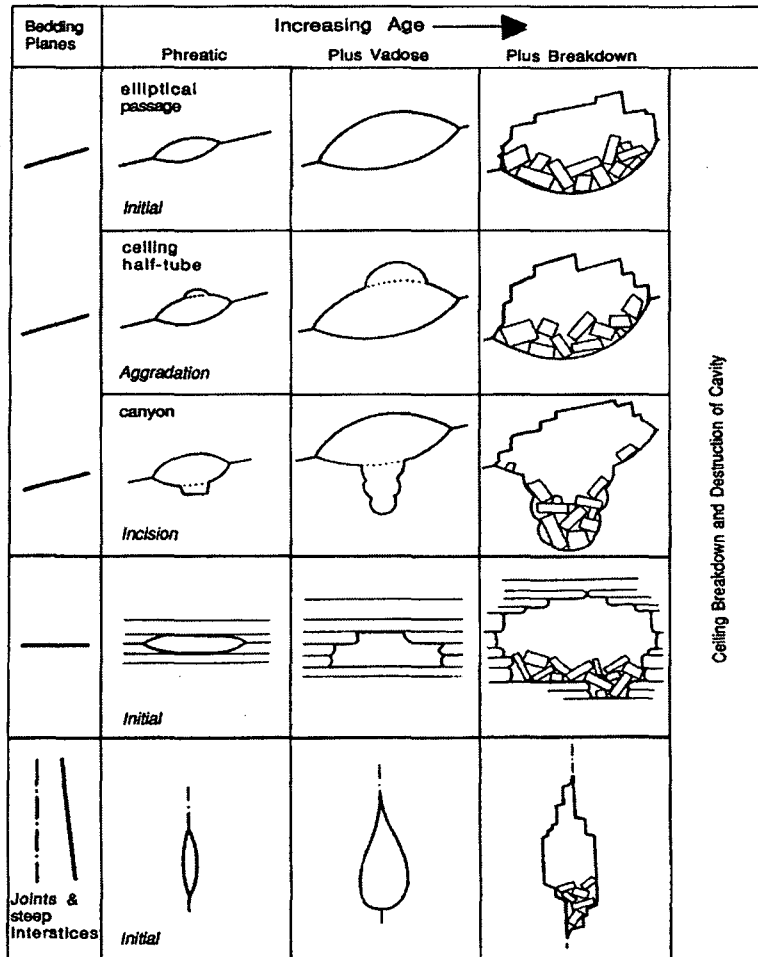 Bedding
Planes
Increasing Age
Phreatic
Plus Vadose
Plus Breakdown
elliptical
passage
Initial
ceiling
half-tube
Aggradation
canyon
Incision
Initial
Joints &
steep
Interstices
Initial
Ceiling Breakdown and Destruction of Cavity